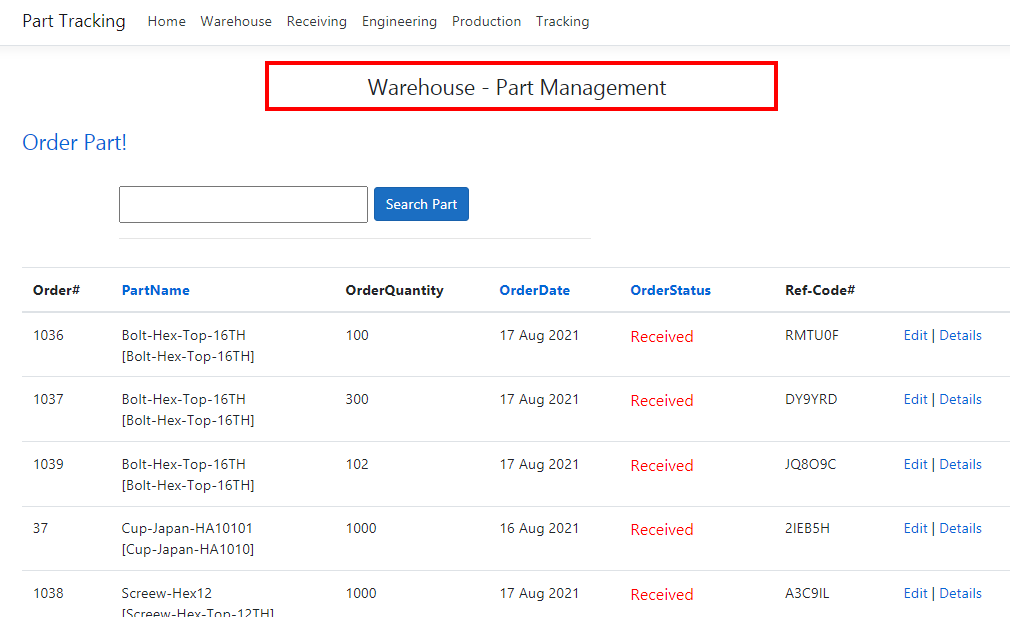 Part Tracking Home Warehouse Receiving Engineering Production Tracking
Warehouse - Part Management
Order Part!
Search Part
Order# PartName OrderQuantity OrderDate OrderStatus Ref-Code#
1036 Bolt-Hex-Top-16TH 100 17 Aug 2021 Received RMTU0F Edit | Details
[Bolt-Hex-Top-16TH]
1037 Bolt-Hex-Top-16TH 300 17 Aug 2021 Received DY9YRD Edit | Details
[Bolt-Hex-Top-16TH]
1039 Bolt-Hex-Top-16TH 102 17 Aug 2021 Received JQ8O9C Edit | Details
[Bolt-Hex-Top-16TH]
37 Cup-Japan-HA10101 1000 16 Aug 2021 Received 2IEB5H Edit | Details
[Cup-Japan-HA1010]
1038 Screew-Hex12 1000 17 Aug 2021 Received A3C9IL Edit | Details
[Screew-Hex-Top-12TH]